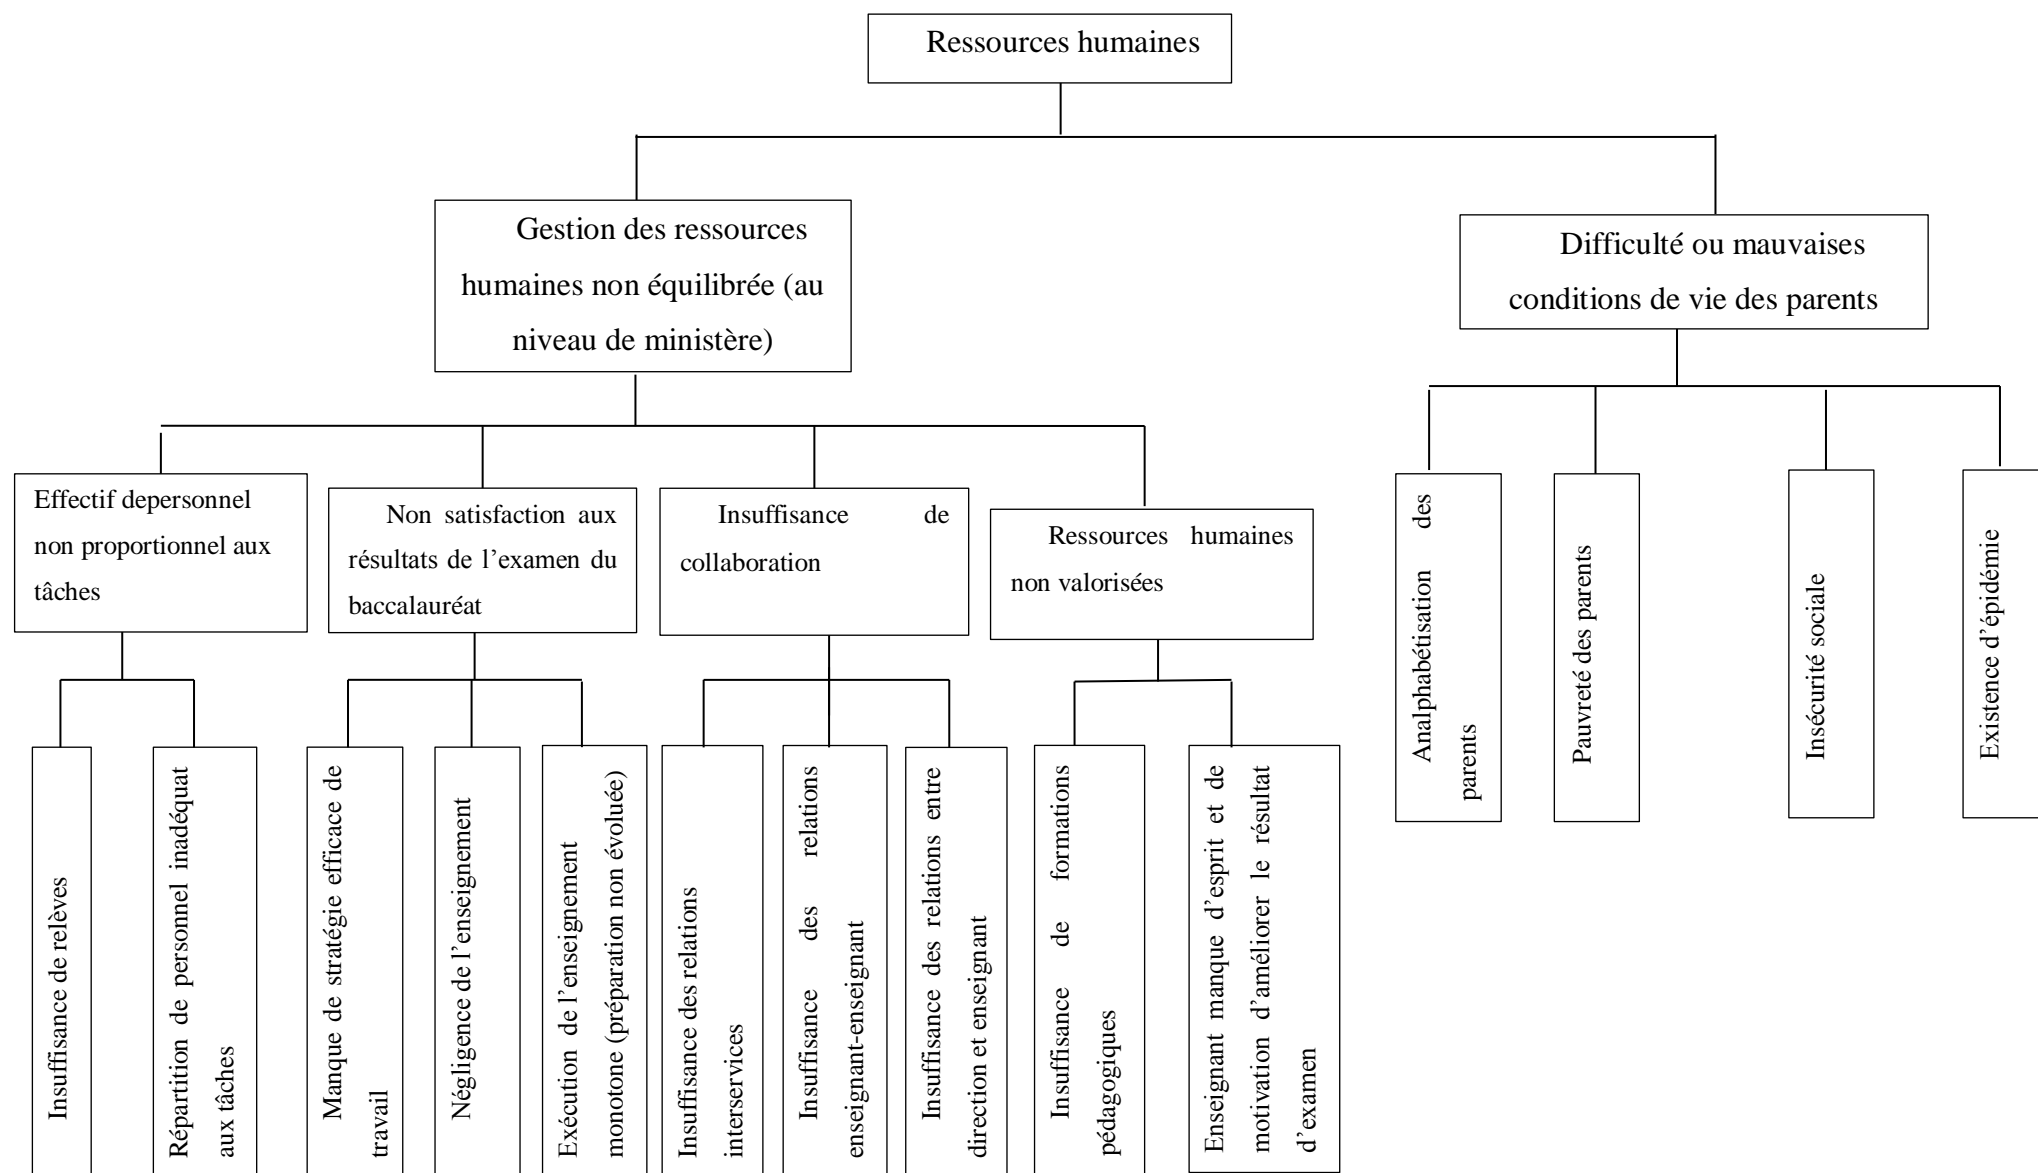 Ressources humaines
Gestion des ressources
humaines non équilibrée (au
niveau de ministère)
Difficulté ou mauvaises
conditions de vie des parents
Effectif depersonnel
non proportionnel aux
tâches
Non satisfaction aux
résultats de l’examen du
baccalauréat
Insuffisance de
collaboration
Ressources humaines
non valorisées
Analphabétisation des
parents
Pauvreté des parents
Insécurité sociale
Existence d’épidémie
Insuffisance de relèves
Répartition de personnel inadéquat
aux tâches
Manque de stratégie efficace de
travail
Négligence de l’enseignement
Exécution de l’enseignement
monotone (préparation non évoluée)
Insuffisance des relations
interservices
Insuffisance des relations
enseignant-enseignant
Insuffisance des relations entre
direction et enseignant
Insuffisance de formations
pédagogiques
Enseignant manque d’esprit et de
motivation d’améliorer le résultat
d’examen